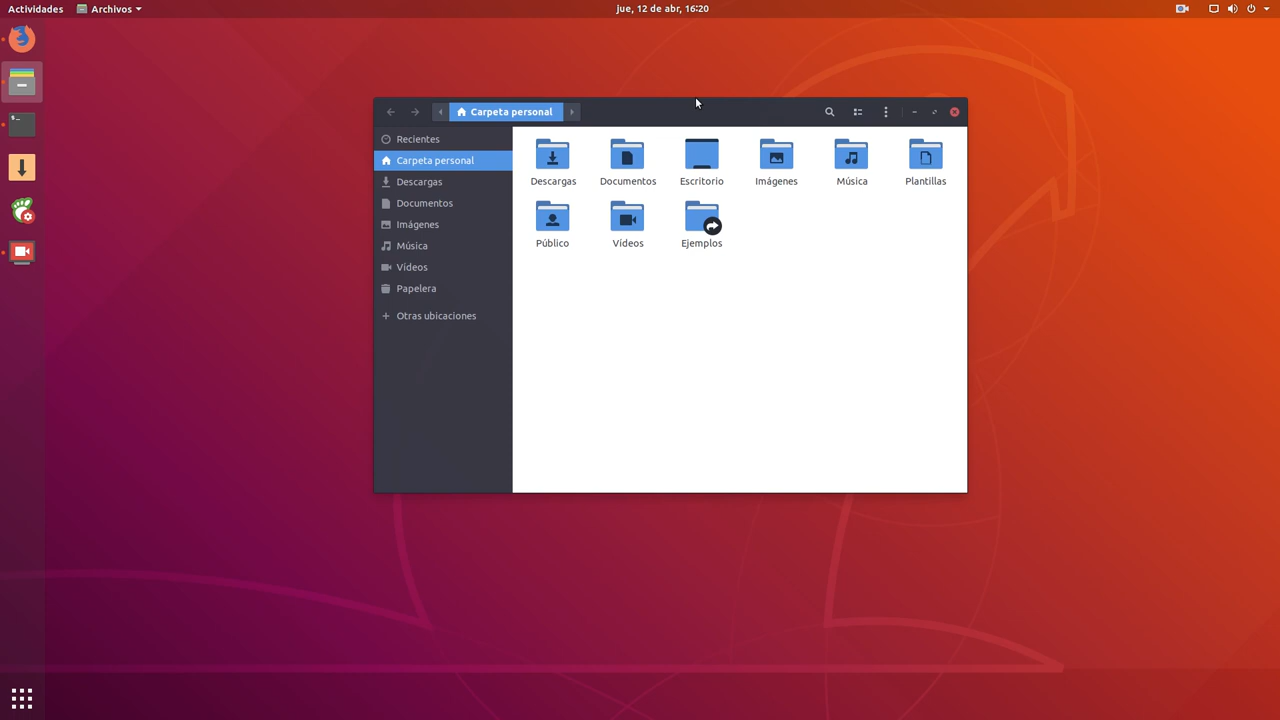 Actividades Archivos jue, 12 de abr, 16:20
Carpeta personal
Recientes
Carpeta personal
Descargas
Documentos
Imágenes
Música
Vídeos
Papelera
Otras ubicaciones
Descargas Documentos Escritorio Imágenes Música Plantillas
Público Vídeos Ejemplos